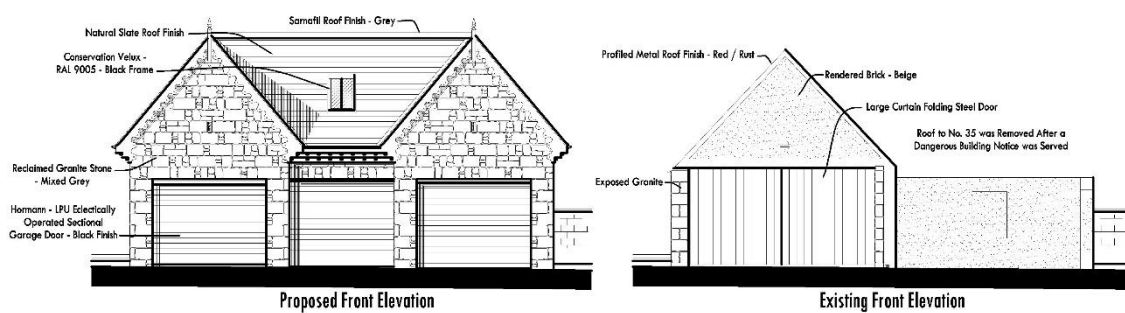 Sarnafil Roof Finish - Grey
Natural Slate Roof Finish
Conservation Velux -
RAL 9005 - Black Frame
Reclaimed Granite Stone
- Mixed Grey
Hormann - LPU Eclectically
Operated Sectional
Garage Door - Black Finish
Proposed Front Elevation
Profiled Metal Roof Finish - Red / Rust
Rendered Brick - Beige
Large Curtain Folding Steel Door
Roof to No. 35 was Removed After a
Dangerous Building Notice was Served
Exposed Granite
Existing Front Elevation